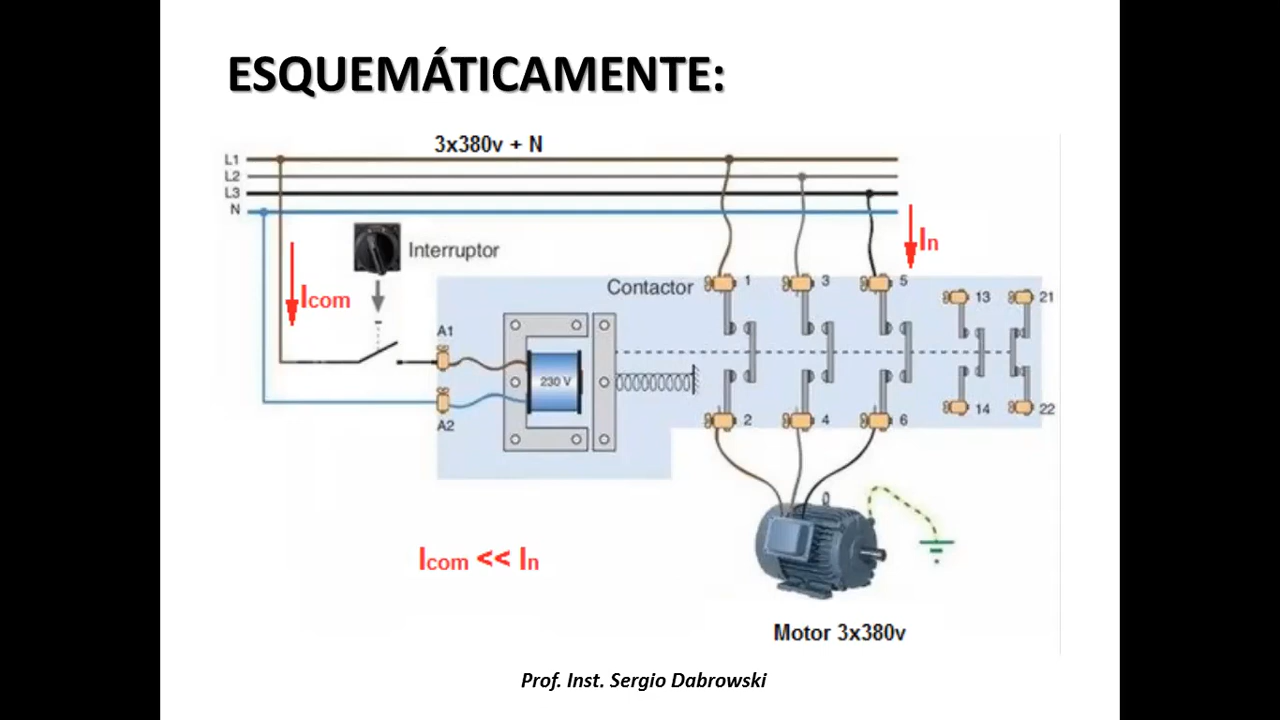 ESQUEMÁTICAMENTE:
3x380v + N
L1
L2
L3
N
Interruptor
In
Icom
Contactor
1
3
5
13
21
A1
230 V
A2
2
4
6
14
22
Icom << In
Motor 3x380v
Prof. Inst. Sergio Dabrowski